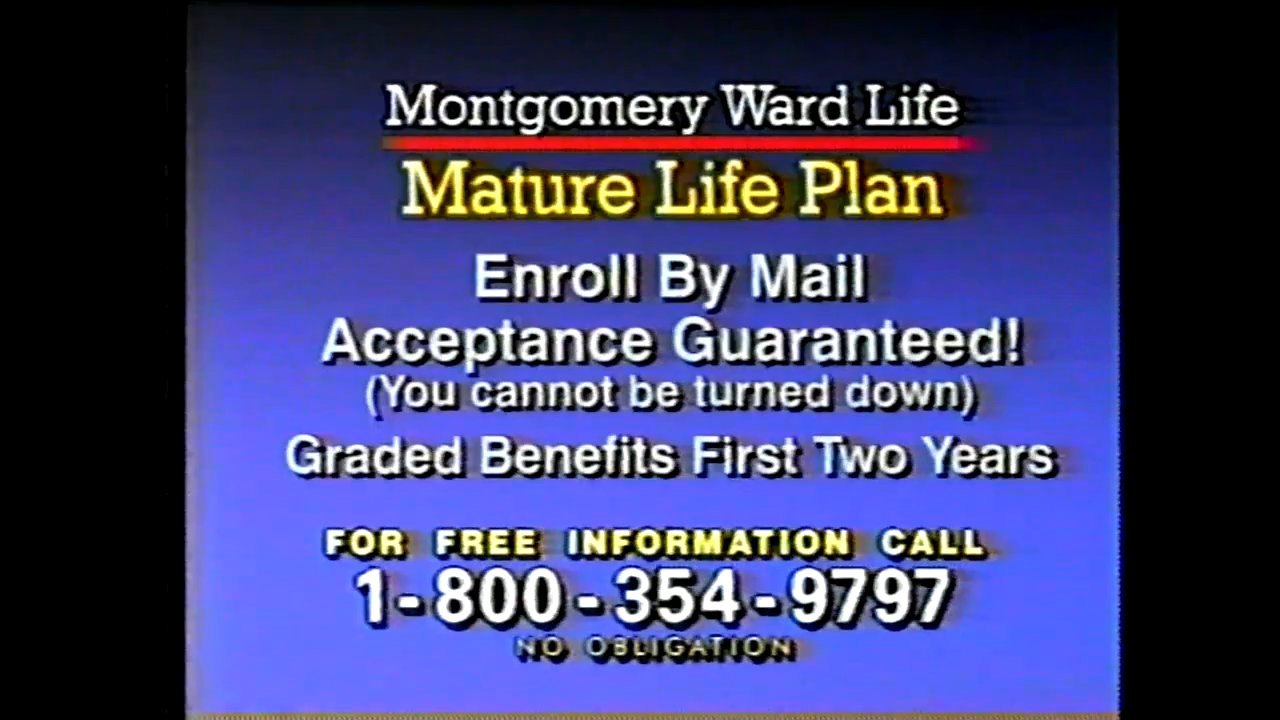 Montgomery Ward Life
Mature Life Plan
Enroll By Mail
Acceptance Guaranteed!
(You cannot be turned down)
Graded Benefits First Two Years
FOR FREE INFORMATION CALL
1-800-354-9797
NO OBLIGATION